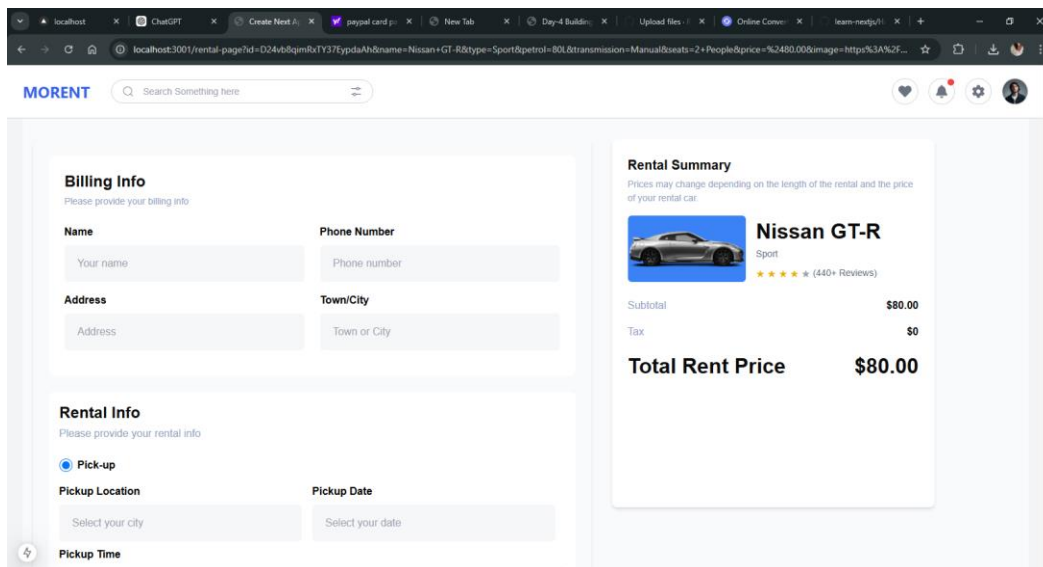 localhost
ChatGPT
Create Next A
paypal card p
New Tab
Day-4 Building
Upload files
Online Conver
learn-nextjs/
localhost:3001/rental-page?id=D24vb8qimRxTY37EypdaAh&name=Nissan+GT-R&type=Sport&petrol=80L&transmission=Manual&seats=2+People&price=%2480.00&image=https%3A%2F...
MORENT
Search Something here
Billing Info
Please provide your billing info
Name
Phone Number
Your name
Phone number
Address
Town/City
Address
Town or City
Rental Info
Please provide your rental info
Pick-up
Pickup Location
Pickup Date
Select your city
Select your date
Pickup Time
Rental Summary
Prices may change depending on the length of the rental and the price
of your rental car.
Nissan GT-R
Sport
(440+ Reviews)
Subtotal
$80.00
Tax
$0
Total Rent Price
$80.00